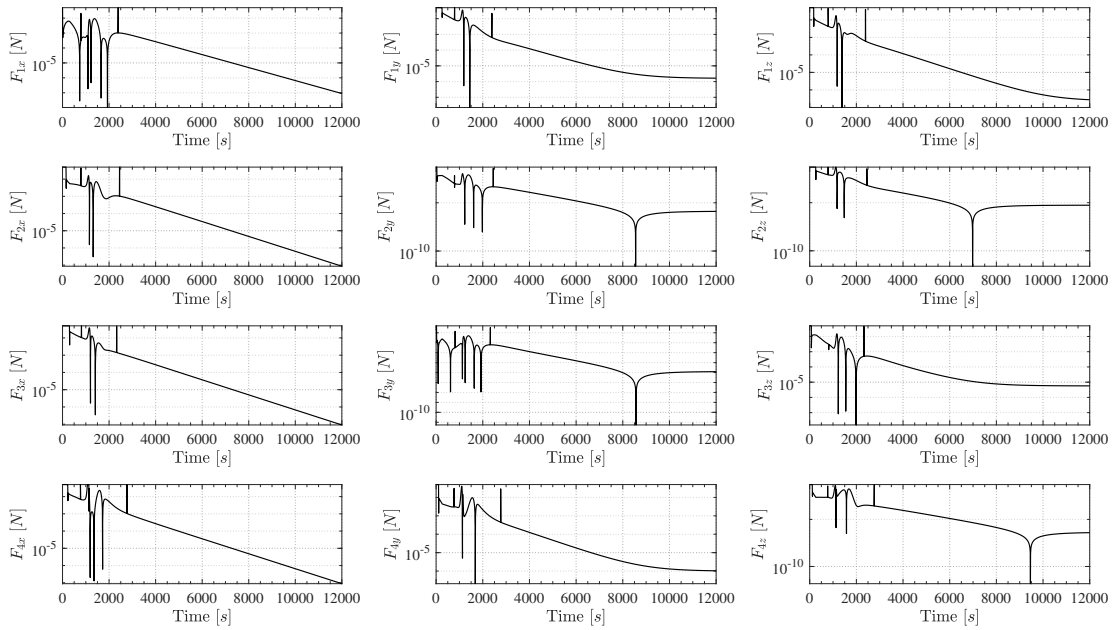 F1x [N] 10^-5 0 2000 4000 6000 8000 10000 12000 Time [s]
F1y [N] 10^-5 0 2000 4000 6000 8000 10000 12000 Time [s]
F1z [N] 10^-5 0 2000 4000 6000 8000 10000 12000 Time [s]
F2x [N] 10^-5 0 2000 4000 6000 8000 10000 12000 Time [s]
F2y [N] 10^-10 0 2000 4000 6000 8000 10000 12000 Time [s]
F2z [N] 10^-10 0 2000 4000 6000 8000 10000 12000 Time [s]
F3x [N] 10^-5 0 2000 4000 6000 8000 10000 12000 Time [s]
F3y [N] 10^-10 0 2000 4000 6000 8000 10000 12000 Time [s]
F3z [N] 10^-5 0 2000 4000 6000 8000 10000 12000 Time [s]
F4x [N] 10^-5 0 2000 4000 6000 8000 10000 12000 Time [s]
F4y [N] 10^-5 0 2000 4000 6000 8000 10000 12000 Time [s]
F4z [N] 10^-10 0 2000 4000 6000 8000 10000 12000 Time [s]